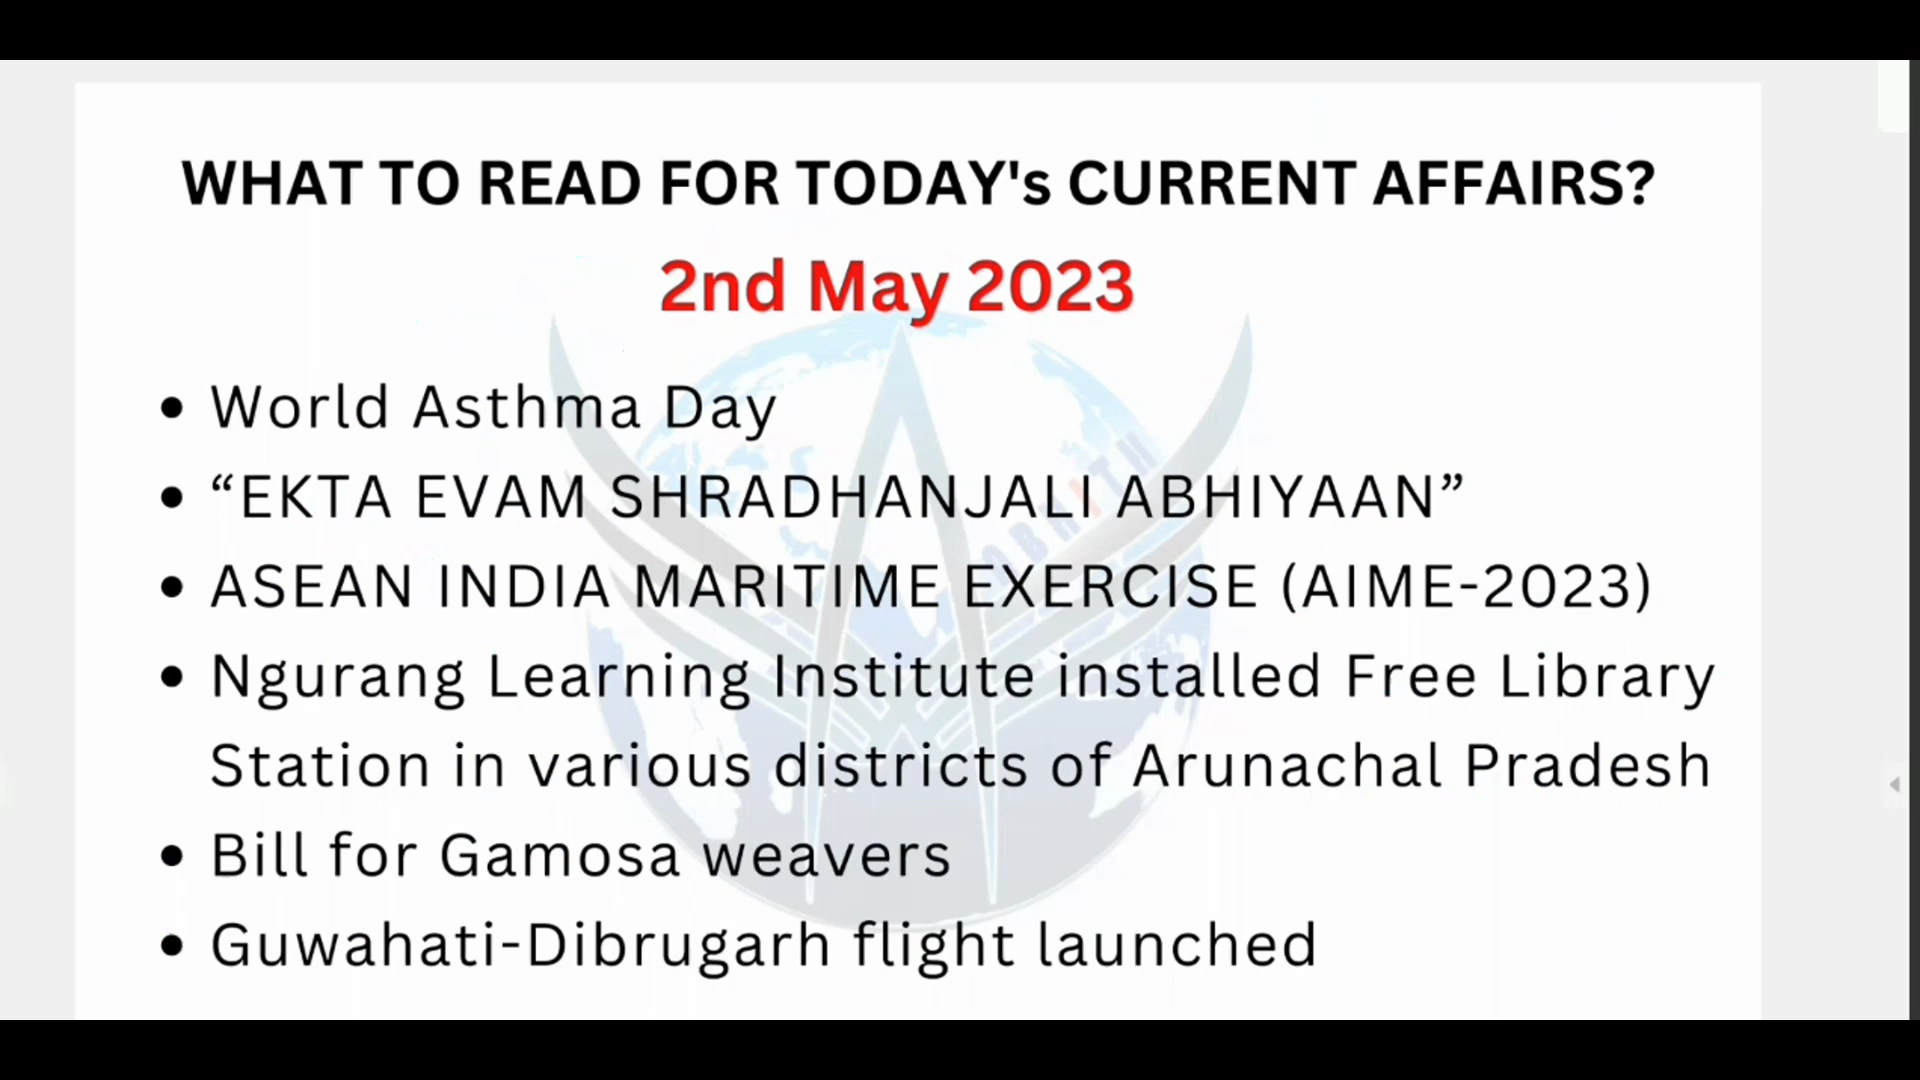 WHAT TO READ FOR TODAY's CURRENT AFFAIRS?
2nd May 2023
• World Asthma Day
• “EKTA EVAM SHRADHANJALI ABHIYAAN”
• ASEAN INDIA MARITIME EXERCISE (AIME-2023)
• Ngurang Learning Institute installed Free Library
Station in various districts of Arunachal Pradesh
• Bill for Gamosa weavers
• Guwahati-Dibrugarh flight launched